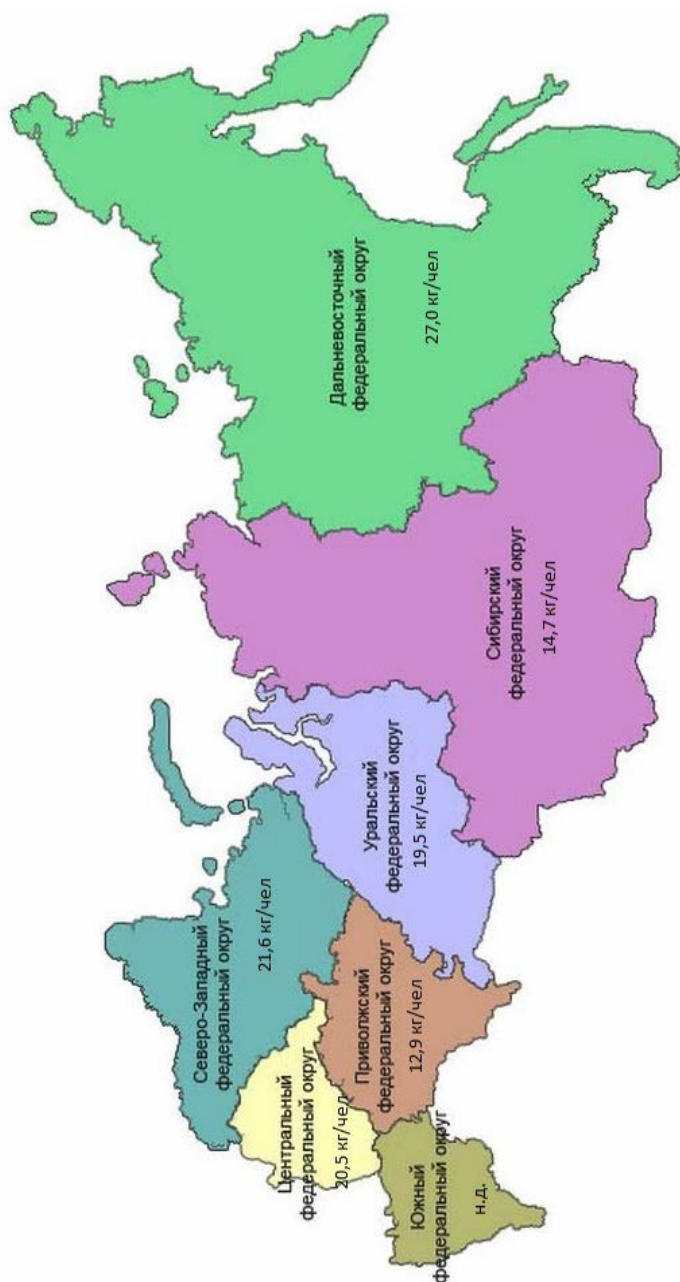 Северо-Западный
федеральный округ
21,6 кг/чел
Центральный
федеральный округ
20,5 кг/чел
Южный
федеральный округ
н.д.
Приволжский
федеральный округ
12,9 кг/чел
Уральский
федеральный округ
19,5 кг/чел
Сибирский
федеральный округ
14,7 кг/чел
Дальневосточный
федеральный округ
27,0 кг/чел